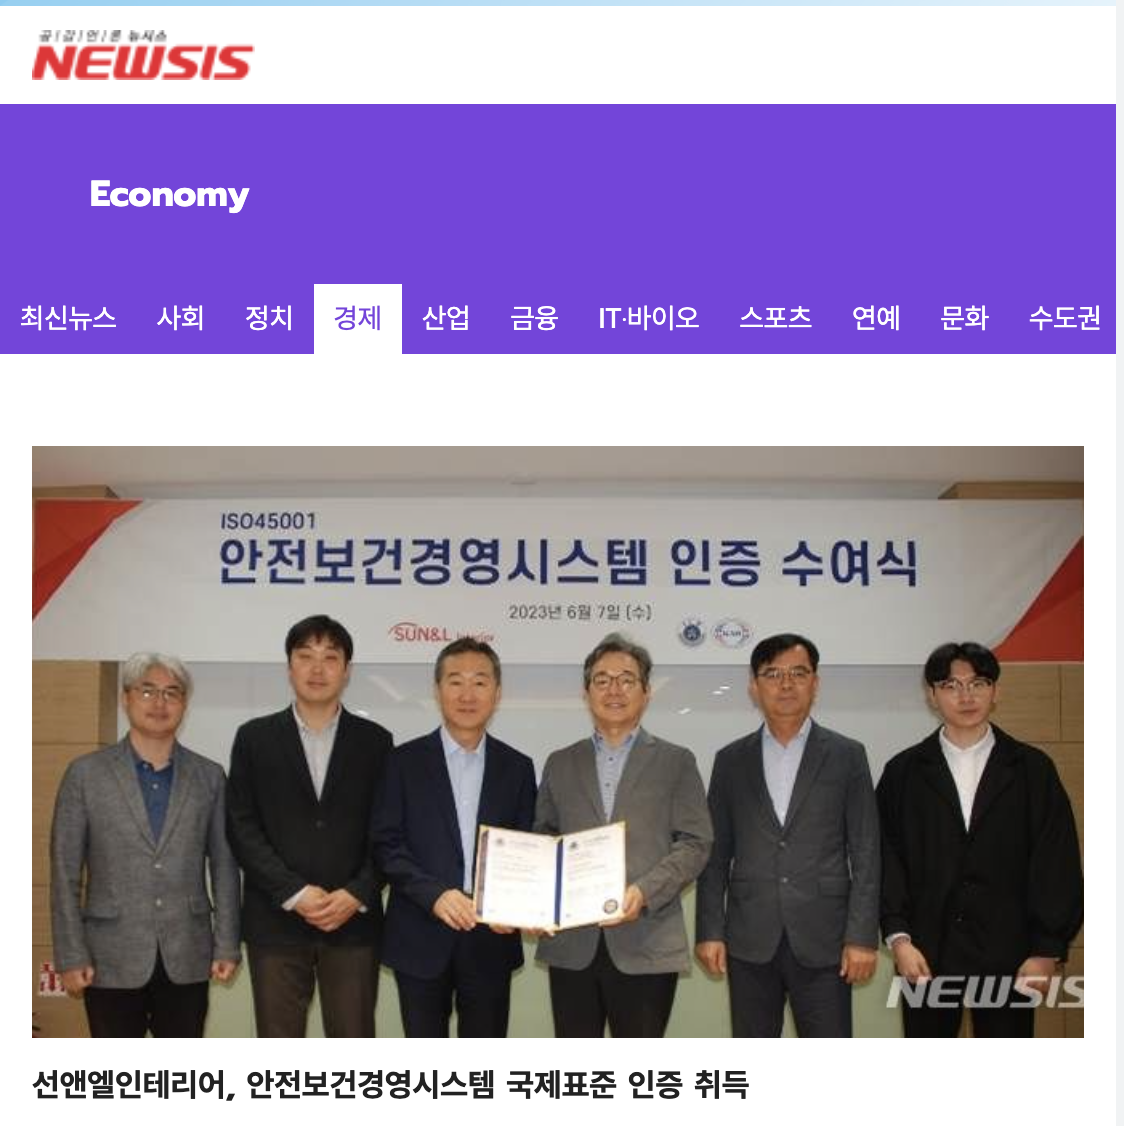 공|감|언|론 뉴시스
NEWSIS
Economy
최신뉴스 사회 정치 경제 산업 금융 IT·바이오 스포츠 연예 문화 수도권
ISO45001
안전보건경영시스템 인증 수여식
2023년 6월 7일 (수)
SUN&L Interior
NEWSIS
선앤엘인테리어, 안전보건경영시스템 국제표준 인증 취득